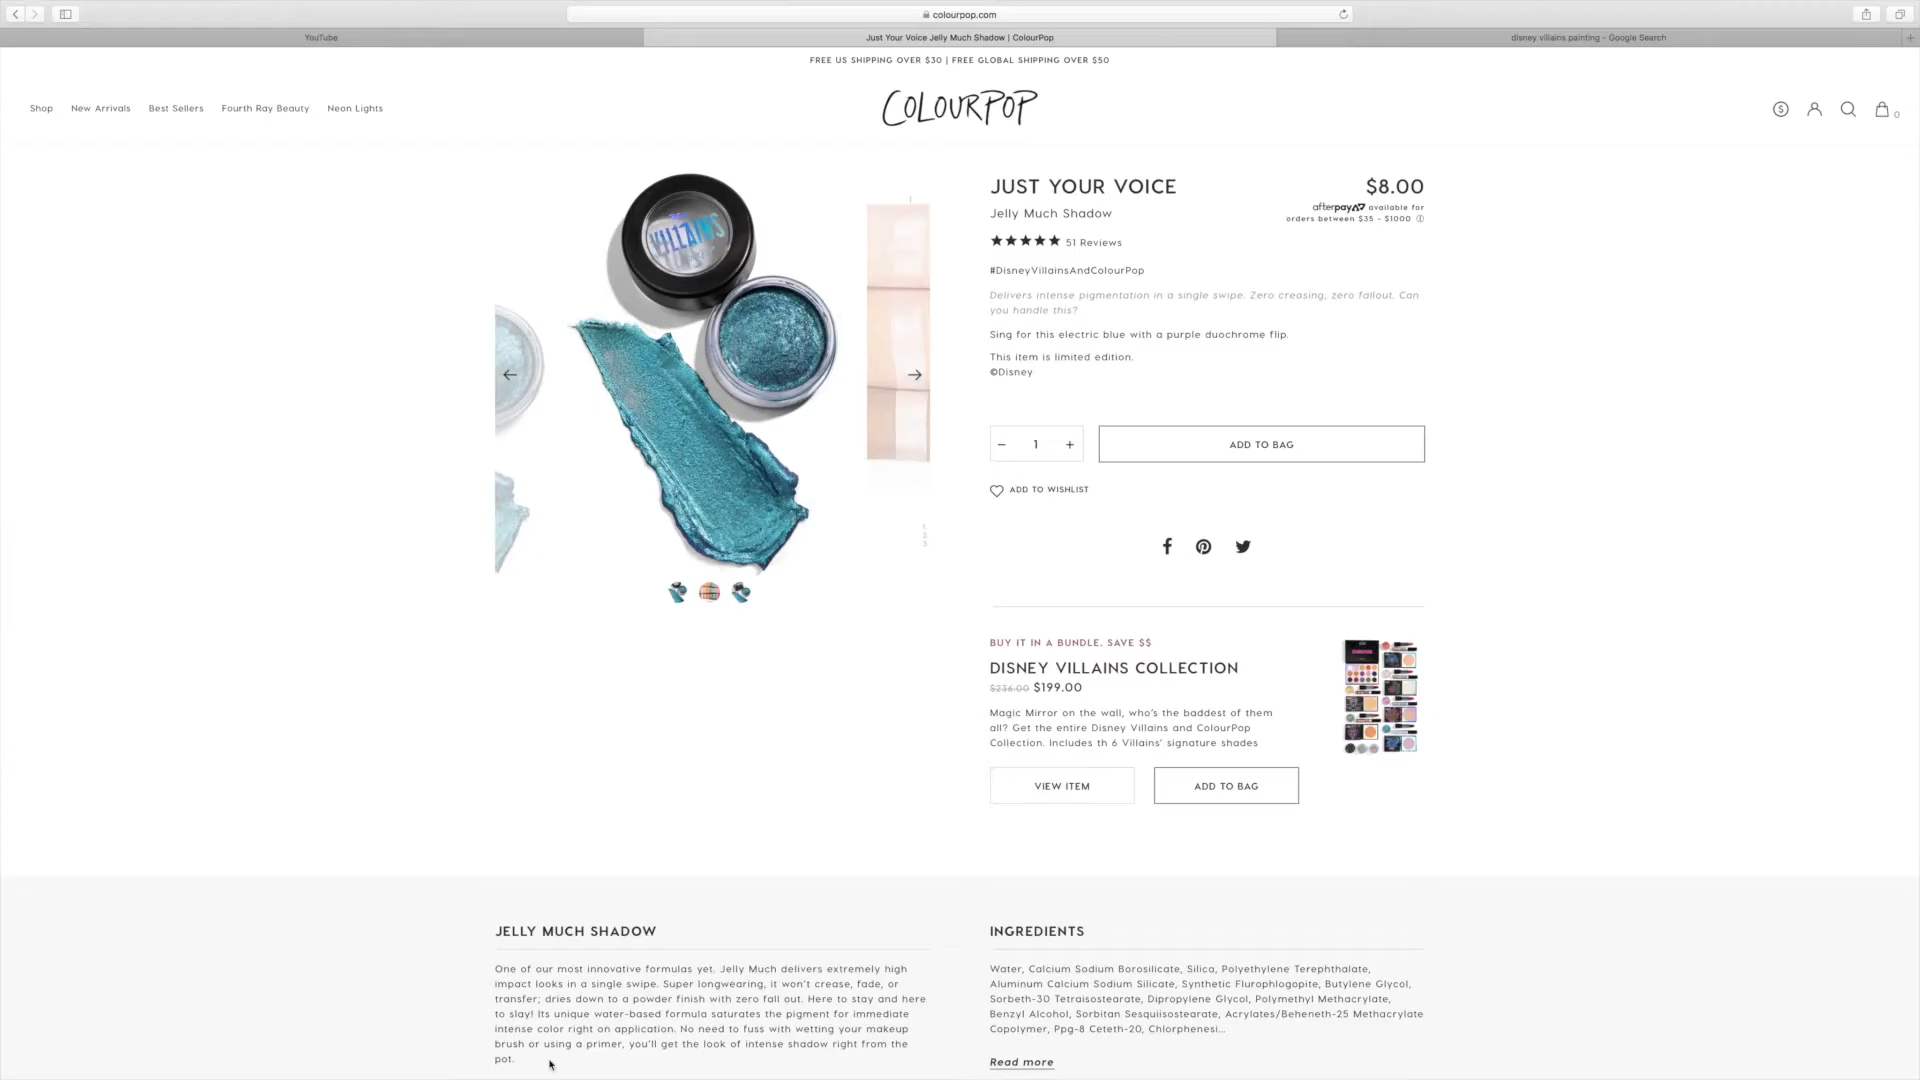 colourpop.com
YouTube
Just Your Voice Jelly Much Shadow | ColourPop
disney villains painting - Google Search
FREE US SHIPPING OVER $30 | FREE GLOBAL SHIPPING OVER $50
Shop
New Arrivals
Best Sellers
Fourth Ray Beauty
Neon Lights
COLOURPOP
0
VILLAINS
JUST YOUR VOICE
$8.00
Jelly Much Shadow
afterpay available for
orders between $35 - $1000
51 Reviews
#DisneyVillainsAndColourPop
Delivers intense pigmentation in a single swipe. Zero creasing, zero fallout. Can
you handle this?
Sing for this electric blue with a purple duochrome flip.
This item is limited edition.
©Disney
1
ADD TO BAG
ADD TO WISHLIST
1.
2.
3.
BUY IT IN A BUNDLE, SAVE $$
DISNEY VILLAINS COLLECTION
$236.00 $199.00
Magic Mirror on the wall, who's the baddest of them
all? Get the entire Disney Villains and ColourPop
Collection. Includes th 6 Villains' signature shades
VIEW ITEM
ADD TO BAG
JELLY MUCH SHADOW
One of our most innovative formulas yet. Jelly Much delivers extremely high
impact looks in a single swipe. Super longwearing, it won't crease, fade, or
transfer; dries down to a powder finish with zero fall out. Here to stay and here
to slay! Its unique water-based formula saturates the pigment for immediate
intense color right on application. No need to fuss with wetting your makeup
brush or using a primer, you'll get the look of intense shadow right from the
pot.
INGREDIENTS
Water, Calcium Sodium Borosilicate, Silica, Polyethylene Terephthalate,
Aluminum Calcium Sodium Silicate, Synthetic Flurophlogopite, Butylene Glycol,
Sorbeth-30 Tetraisostearate, Dipropylene Glycol, Polymethyl Methacrylate,
Benzyl Alcohol, Sorbitan Sesquiisostearate, Acrylates/Beheneth-25 Methacrylate
Copolymer, Ppg-8 Ceteth-20, Chlorphenesi...
Read more